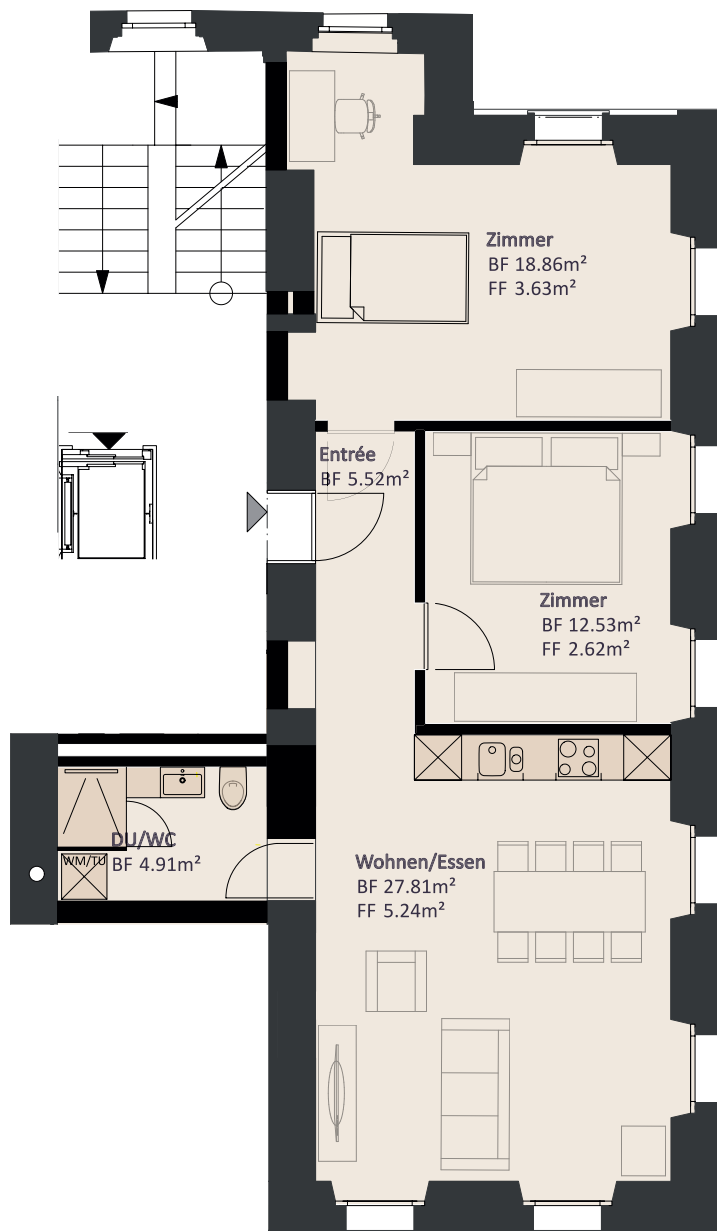 Zimmer
BF 18.86m²
FF 3.63m²
Entrée
BF 5.52m²
Zimmer
BF 12.53m²
FF 2.62m²
DU/WC
WM/TU
BF 4.91m²
Wohnen/Essen
BF 27.81m²
FF 5.24m²